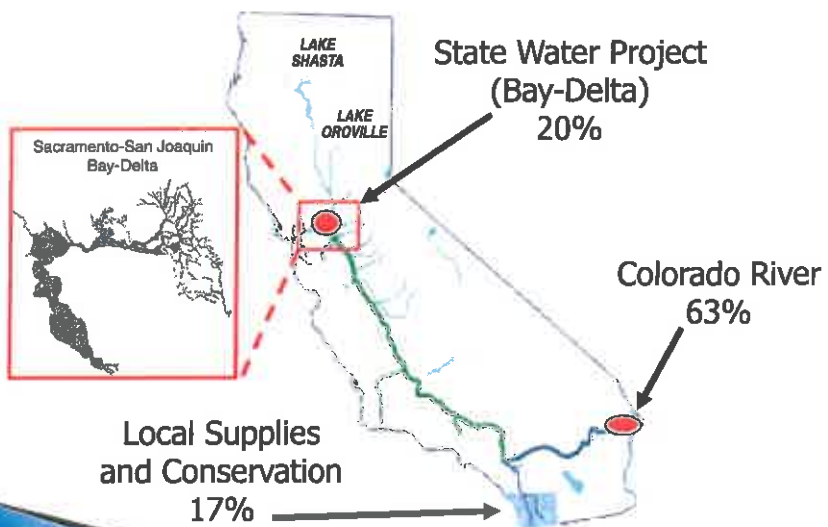 LAKE
SHASTA
LAKE
OROVILLE
State Water Project
(Bay-Delta)
20%
Sacramento-San Joaquin
Bay-Delta
Colorado River
63%
Local Supplies
and Conservation
17%